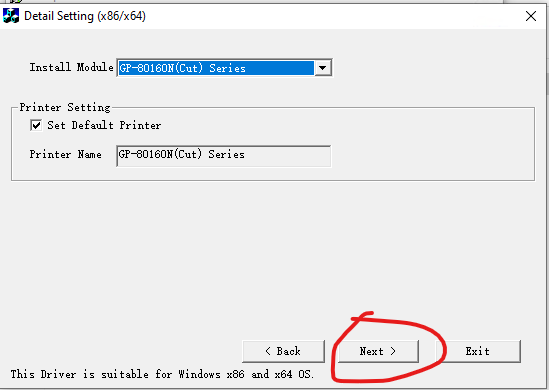 Detail Setting (x86/x64)
Install Module GP-80160N(Cut) Series
Printer Setting
Set Default Printer
Printer Name GP-80160N(Cut) Series
< Back Next > Exit
This Driver is suitable for Windows x86 and x64 OS.